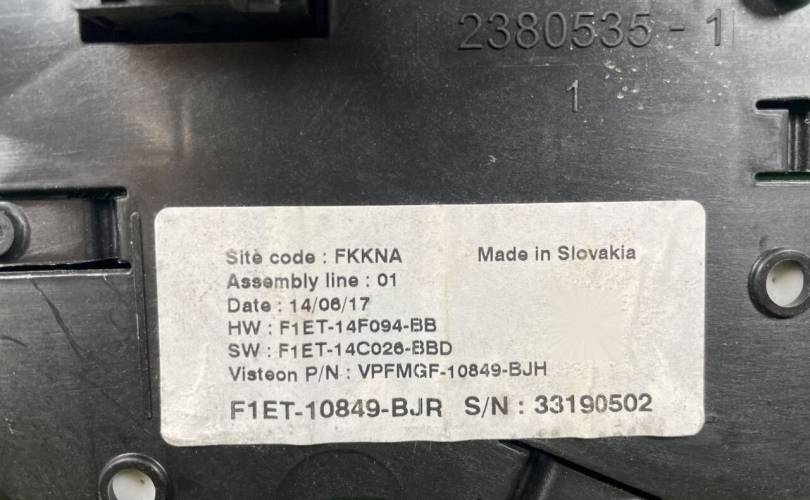 2380535-1
1
Site code : FKKNA Made in Slovakia
Assembly line : 01
Date : 14/06/17
HW : F1ET-14F094-BB
SW : F1ET-14C026-BBD
Visteon P/N : VPFMGF-10849-BJH
F1ET-10849-BJR S/N : 33190502